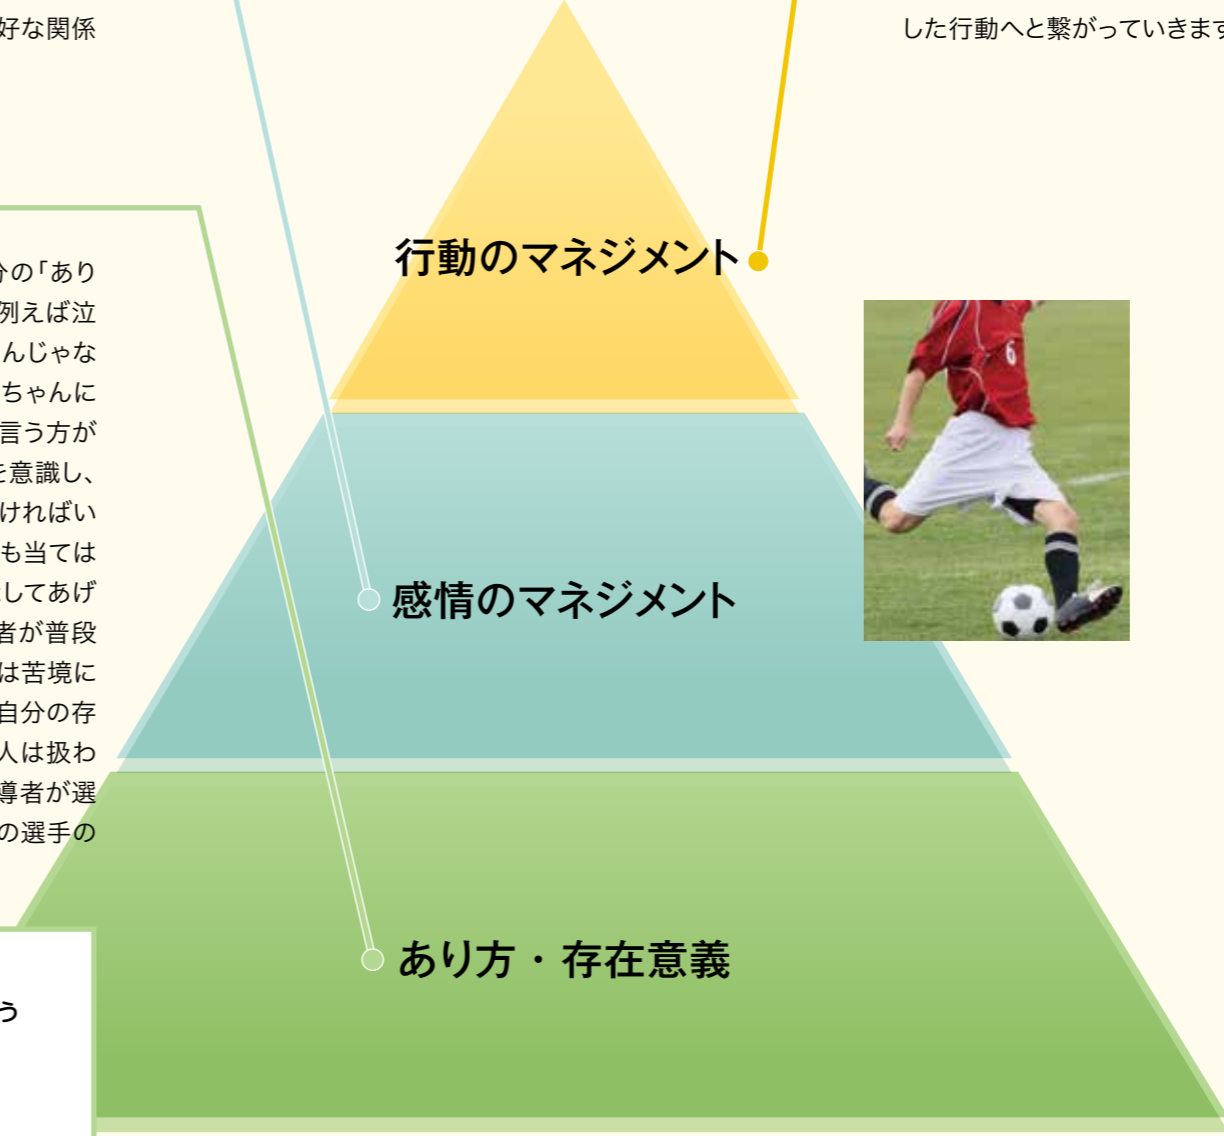 好な関係
した行動へと繋がっていきます
分の「あり
例えば泣
んじゃな
ちゃんに
言う方が
を意識し、
ければい
も当ては
してあげ
者が普段
は苦境に
自分の存
人は扱わ
導者が選
の選手の
う
行動のマネジメント
感情のマネジメント
あり方・存在意義
6